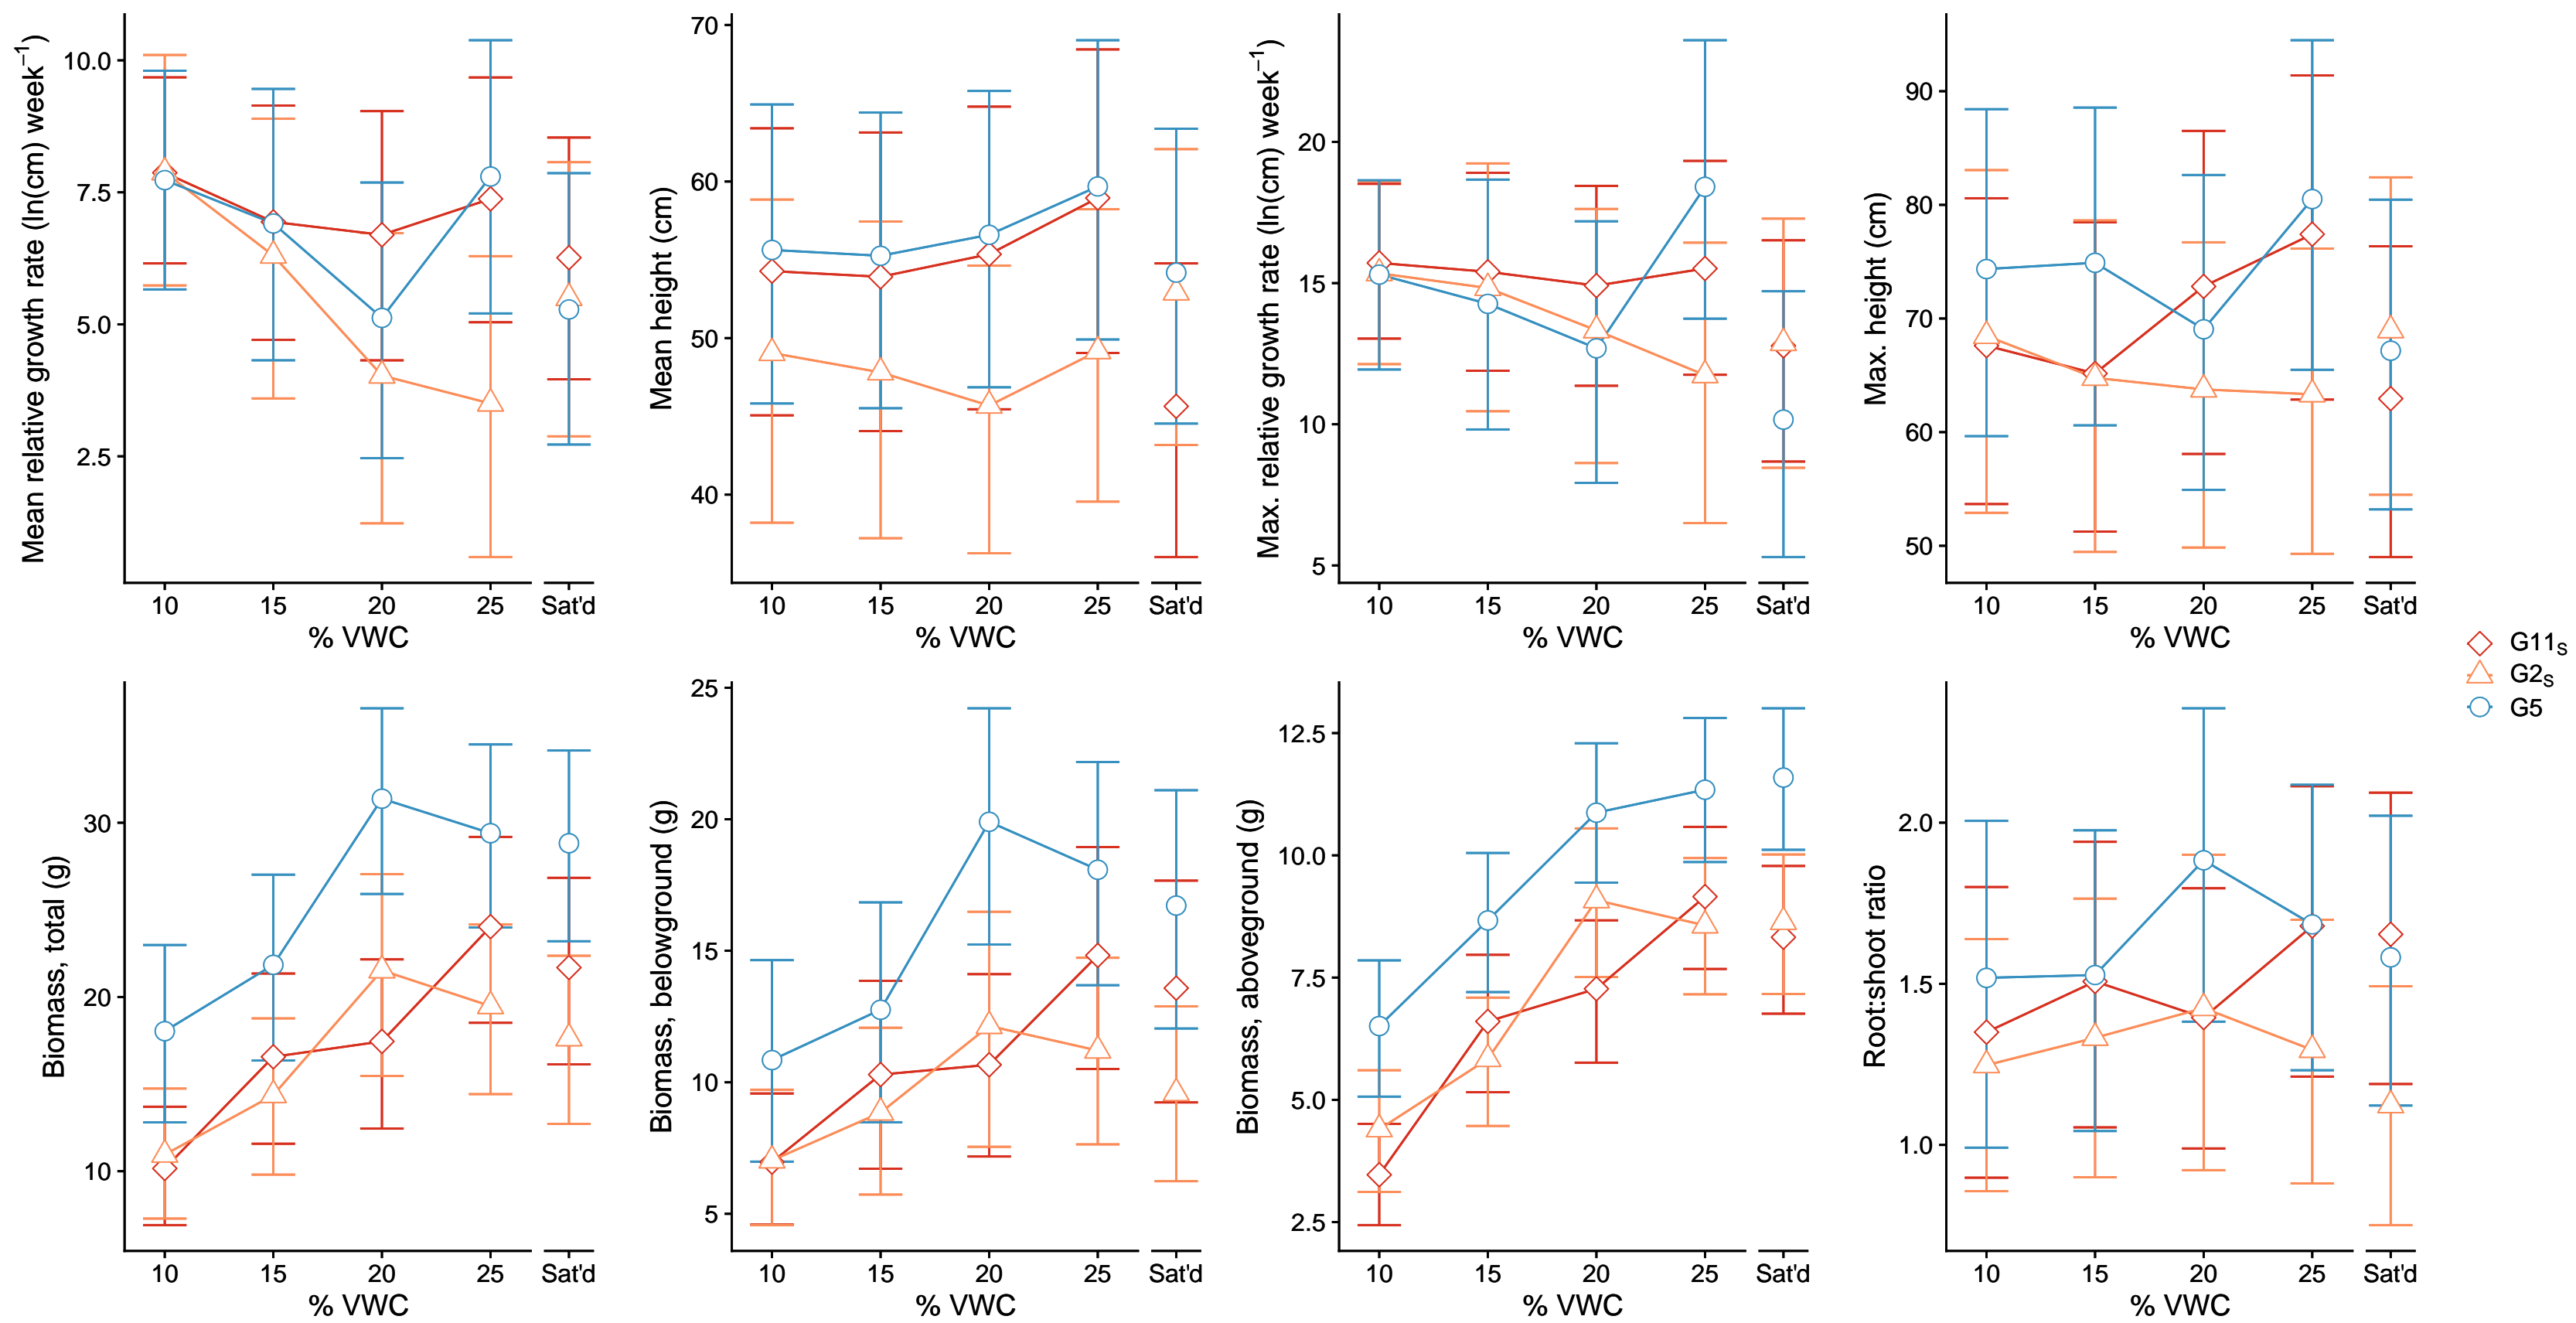 Mean relative growth rate (ln(cm) week⁻¹)
10.0
7.5
5.0
2.5
10 15 20 25 Sat'd
% VWC
Mean height (cm)
70
60
50
40
10 15 20 25 Sat'd
% VWC
Max. relative growth rate (ln(cm) week⁻¹)
20
15
10
5
10 15 20 25 Sat'd
% VWC
Max. height (cm)
90
80
70
60
50
10 15 20 25 Sat'd
% VWC
G11S
G2S
G5
Biomass, total (g)
30
20
10
10 15 20 25 Sat'd
% VWC
Biomass, belowground (g)
25
20
15
10
5
10 15 20 25 Sat'd
% VWC
Biomass, aboveground (g)
12.5
10.0
7.5
5.0
2.5
10 15 20 25 Sat'd
% VWC
Root:shoot ratio
2.0
1.5
1.0
10 15 20 25 Sat'd
% VWC